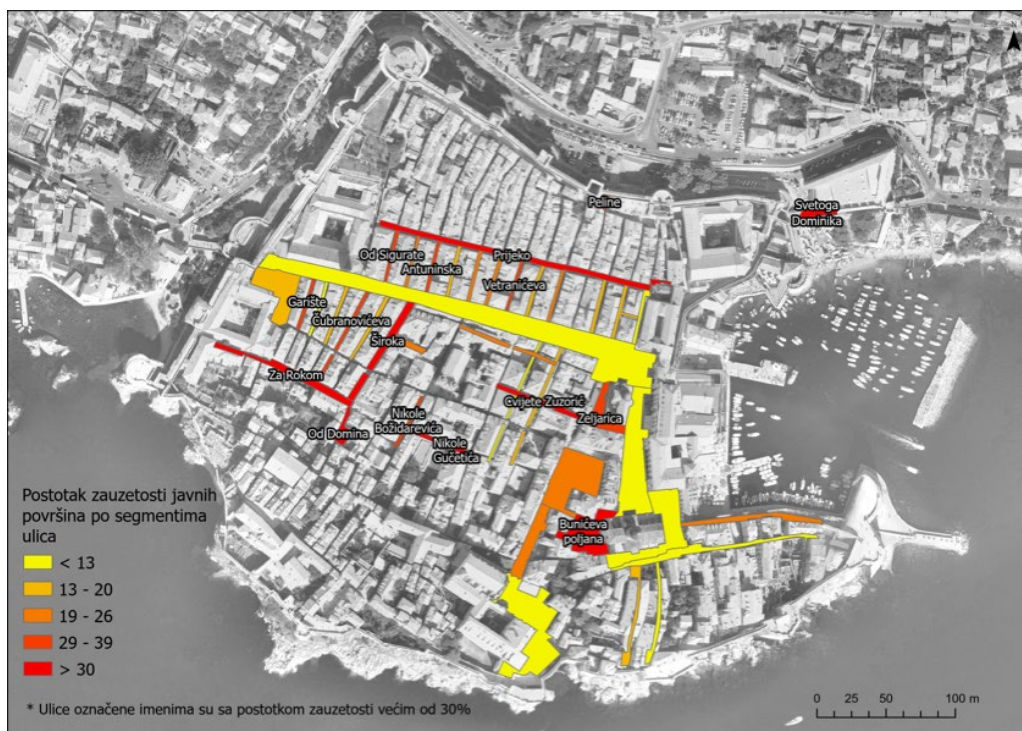 N
Peline
Svetoga
Dominika
Od Sigurate
Prijeko
Antuninska
Vetranićeva
Garište
Čubranovićeva
Široka
Za Rokom
Cvijete Zuzorić
Zeljarica
Nikole
Božidarevića
Od Domina
Nikole
Gučetića
Bunićeva
poljana
Postotak zauzetosti javnih
površina po segmentima
ulica
< 13
13 - 20
19 - 26
29 - 39
> 30
* Ulice označene imenima su sa postotkom zauzetosti većim od 30%
0 25 50 100 m